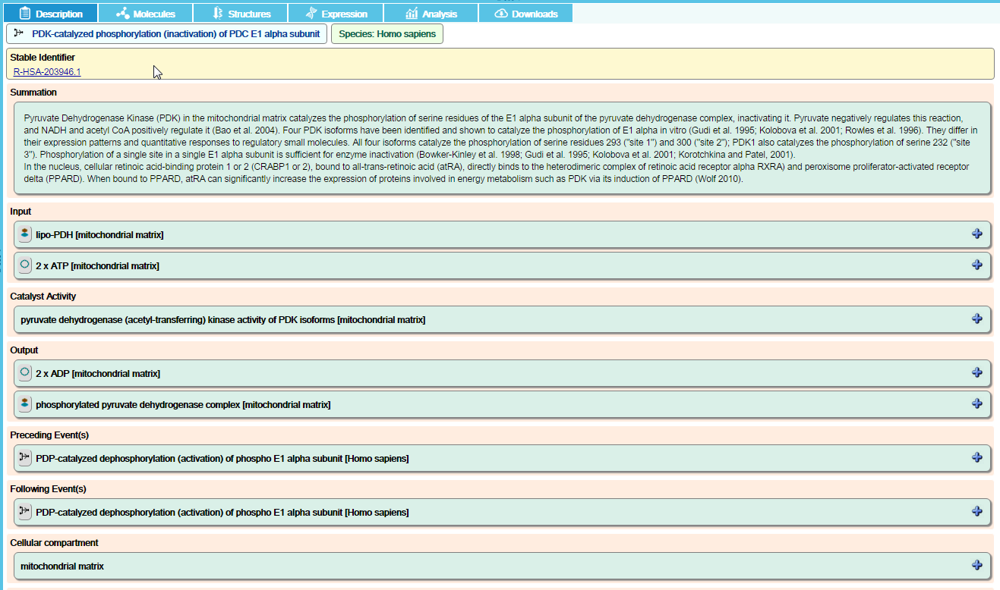 Description Molecules Structures Expression Analysis Downloads
PDK-catalyzed phosphorylation (inactivation) of PDC E1 alpha subunit Species: Homo sapiens
Stable Identifier
R-HSA-203946.1
Summation
Pyruvate Dehydrogenase Kinase (PDK) in the mitochondrial matrix catalyzes the phosphorylation of serine residues of the E1 alpha subunit of the pyruvate dehydrogenase complex, inactivating it. Pyruvate negatively regulates this reaction,
and NADH and acetyl CoA positively regulate it (Bao et al. 2004). Four PDK isoforms have been identified and shown to catalyze the phosphorylation of E1 alpha in vitro (Gudi et al. 1995; Kolobova et al. 2001; Rowles et al. 1996). They differ in
their expression patterns and quantitative responses to regulatory small molecules. All four isoforms catalyze the phosphorylation of serine residues 293 ("site 1") and 300 ("site 2"); PDK1 also catalyzes the phosphorylation of serine 232 ("site
3"). Phosphorylation of a single site in a single E1 alpha subunit is sufficient for enzyme inactivation (Bowker-Kinley et al. 1998; Gudi et al. 1995; Kolobova et al. 2001; Korotchkina and Patel, 2001).
In the nucleus, cellular retinoic acid-binding protein 1 or 2 (CRABP1 or 2), bound to all-trans-retinoic acid (atRA), directly binds to the heterodimeric complex of retinoic acid receptor alpha RXRA) and peroxisome proliferator-activated receptor
delta (PPARD). When bound to PPARD, atRA can significantly increase the expression of proteins involved in energy metabolism such as PDK via its induction of PPARD (Wolf 2010).
Input
lipo-PDH [mitochondrial matrix]
2 x ATP [mitochondrial matrix]
Catalyst Activity
pyruvate dehydrogenase (acetyl-transferring) kinase activity of PDK isoforms [mitochondrial matrix]
Output
2 x ADP [mitochondrial matrix]
phosphorylated pyruvate dehydrogenase complex [mitochondrial matrix]
Preceding Event(s)
PDP-catalyzed dephosphorylation (activation) of phospho E1 alpha subunit [Homo sapiens]
Following Event(s)
PDP-catalyzed dephosphorylation (activation) of phospho E1 alpha subunit [Homo sapiens]
Cellular compartment
mitochondrial matrix